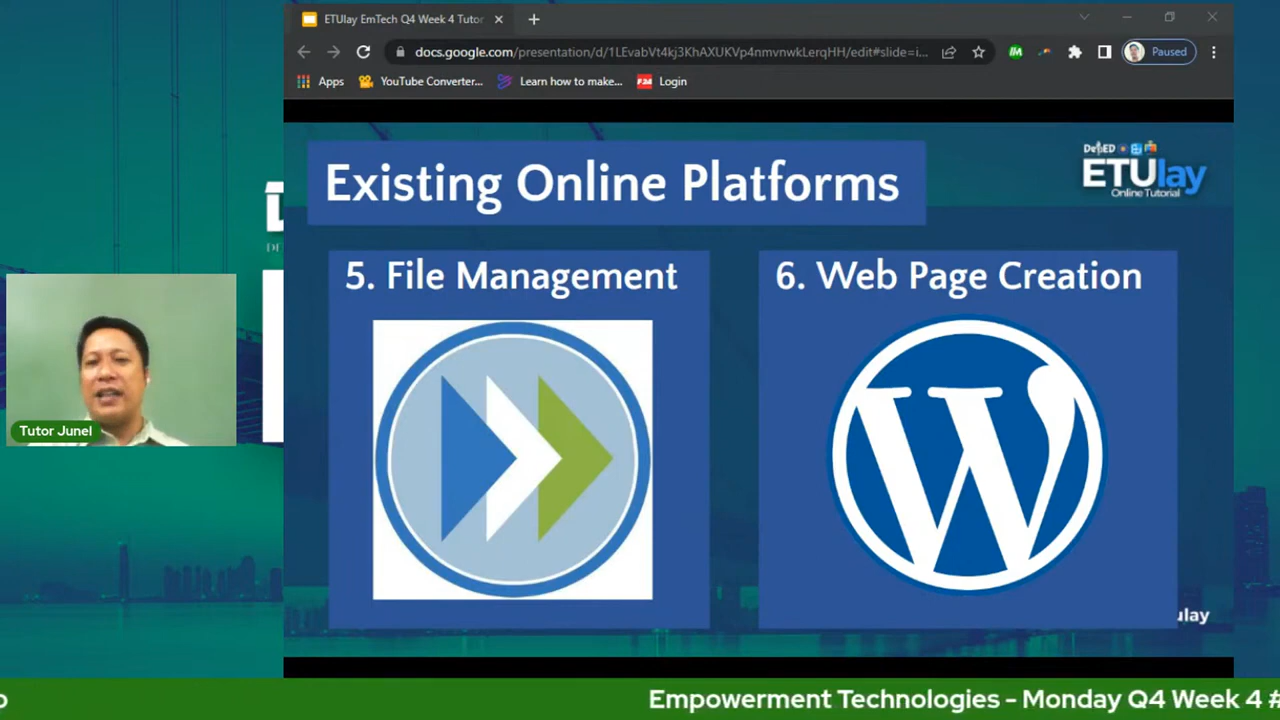 ETUlay EmTech Q4 Week 4 Tutor
docs.google.com/presentation/d/1LEvabVt4kj3KhAXUKVp4nmvnwkLerqHH/edit#slide=i...
Paused
Apps
YouTube Converter...
Learn how to make...
Login
Existing Online Platforms
DepED
ETUlay
Online Tutorial
5. File Management
6. Web Page Creation
W
Tutor Junel
ulay
Empowerment Technologies - Monday Q4 Week 4 #